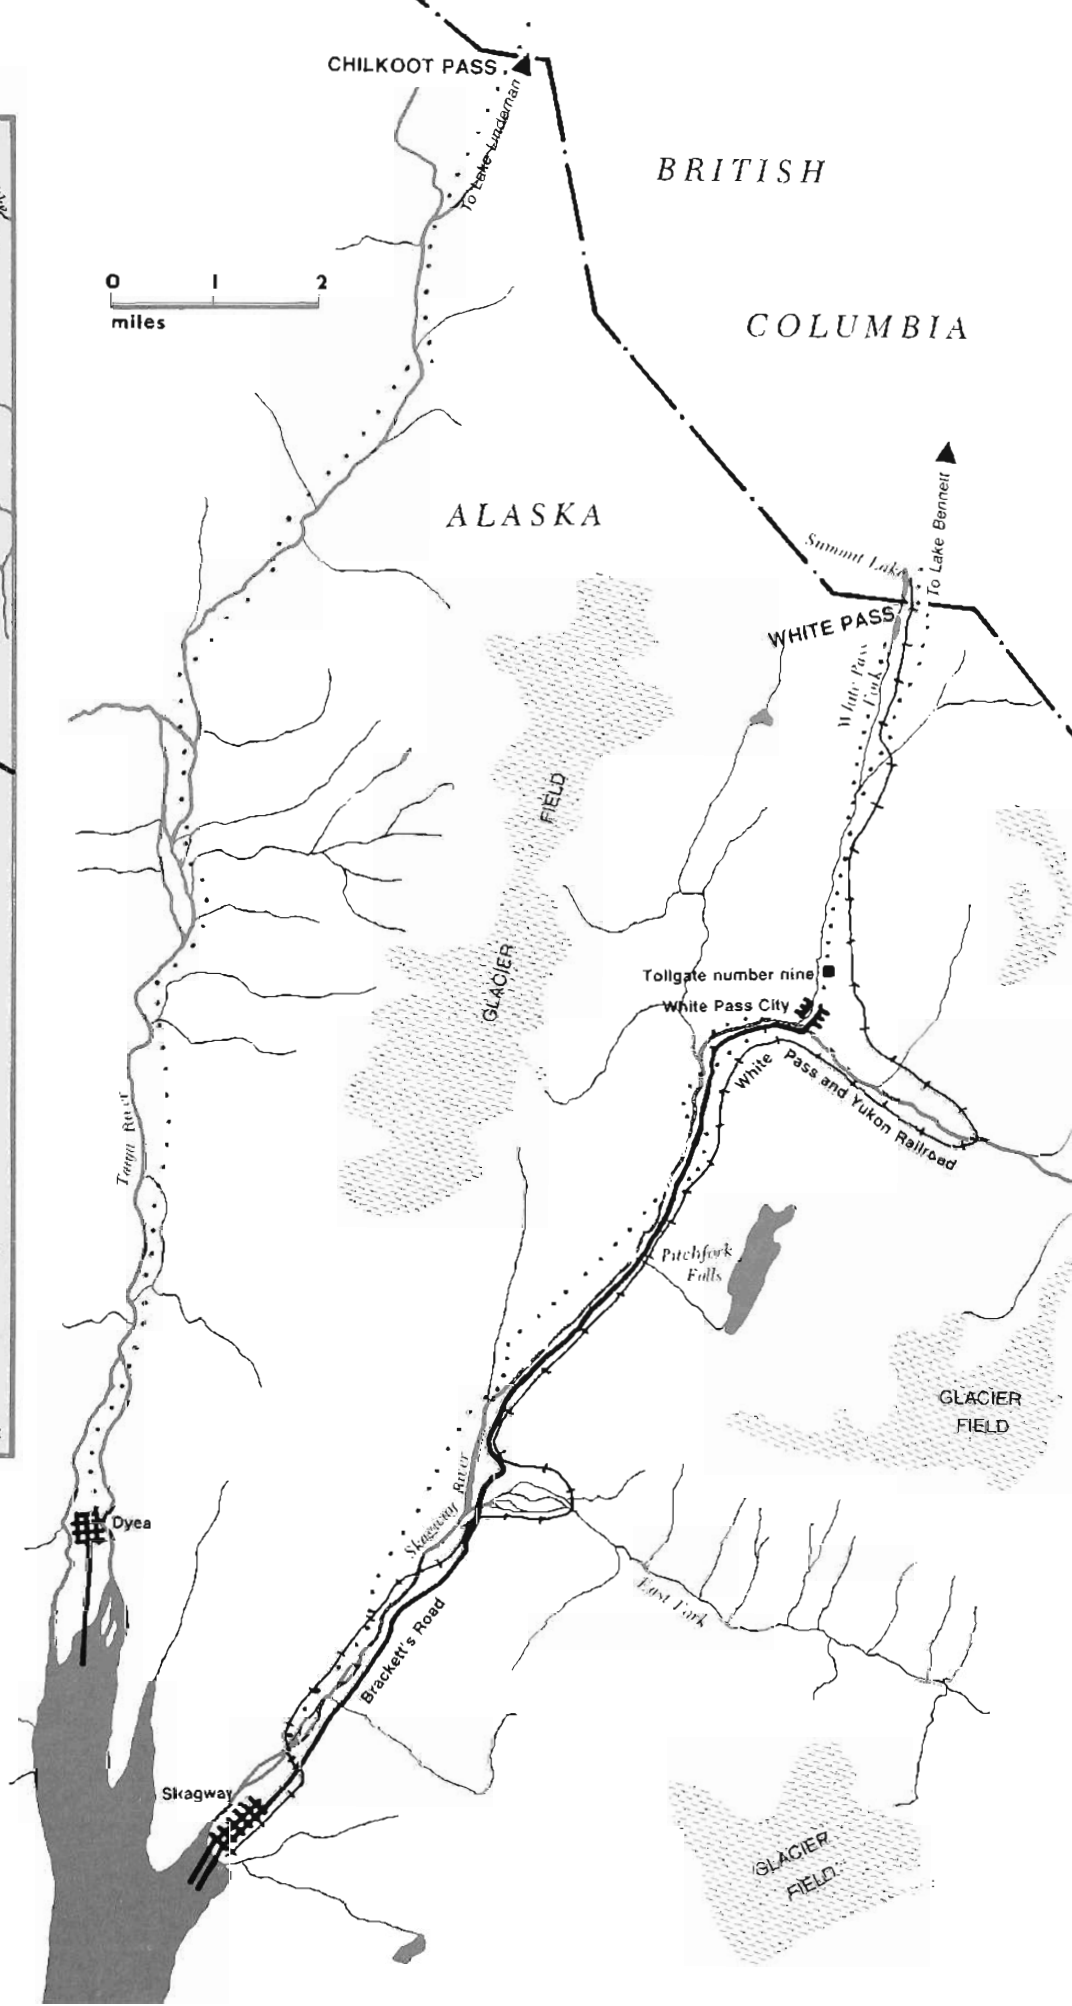 CHILKOOT PASS
To Lake Lindeman
BRITISH
0 1 2
miles
COLUMBIA
ALASKA
To Lake Bennett
Summit Lake
WHITE PASS
White Pass
Fork
GLACIER
FIELD
Tollgate number nine
White Pass City
White Pass and Yukon Railroad
Pitchfork
Falls
GLACIER
FIELD
Skagway River
Dyea
East Fork
Brackett's Road
Skagway
GLACIER
FIELD